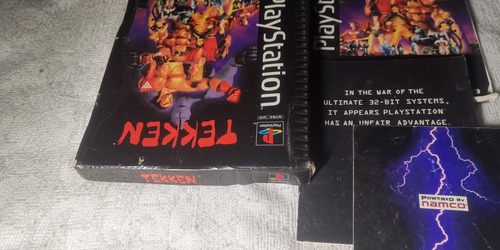 PlayStation.
TEKKEN
PlayStation
TEKKEN
PlayStation
IN THE WAR OF THE
ULTIMATE 32-BIT SYSTEMS,
IT APPEARS PLAYSTATION
HAS AN UNFAIR ADVANTAGE.
POWERED BY
namco